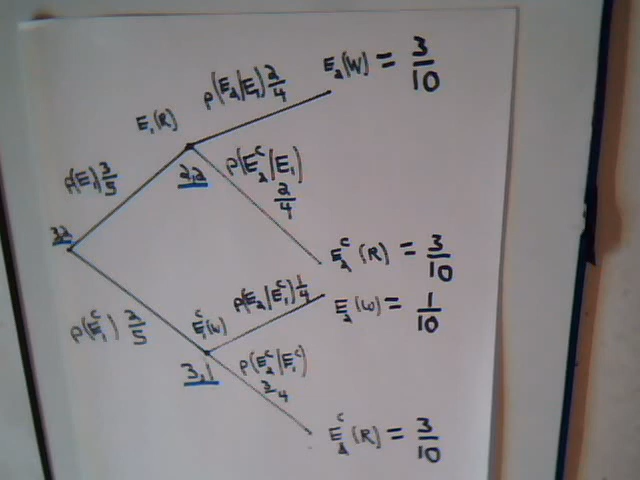 E₂(W) = 3/10
P(E₂|E₁) 2/4
E₁(R)
P(E₁) 3/5
2,2
P(E₂ᶜ|E₁)
2/4
E₂ᶜ(R) = 3/10
P(E₂|E₁ᶜ) 1/4
E₂(W) = 1/10
P(E₁ᶜ) 2/5
E₁ᶜ(W)
3,1
P(E₂ᶜ|E₁ᶜ)
3/4
E₂ᶜ(R) = 3/10